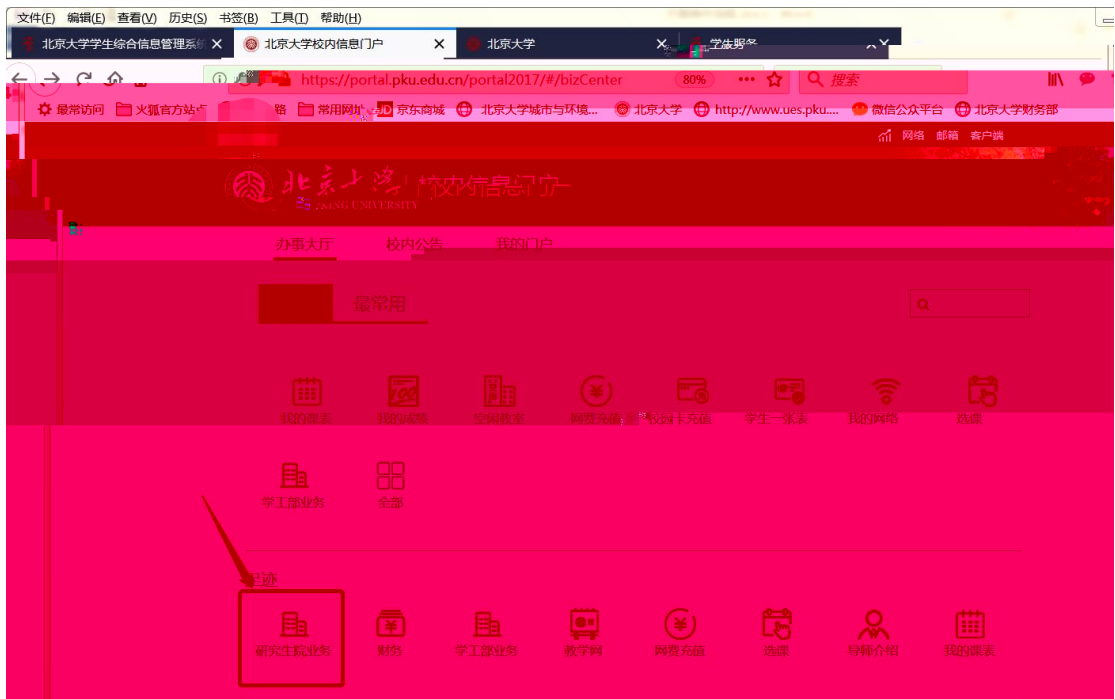 文件(F) 编辑(E) 查看(V) 历史(S) 书签(B) 工具(T) 帮助(H)
北京大学学生综合信息管理系统 北京大学校内信息门户 北京大学 学生服务
https://portal.pku.edu.cn/portal2017/#/bizCenter 80% 搜索
最常访问 火狐官方站点 常用网址 JD 京东商城 北京大学城市与环境... 北京大学 http://www.ues.pku.... 微信公众平台 北京大学财务部
网络 邮箱 客户端
北京大学 校内信息门户
PEKING UNIVERSITY
办事大厅 校内公告 我的门户
最常用
我的课表 我的成绩 空闲教室 网费充值 校园卡充值 学生一张表 我的网络 选课
学工部业务 全部
足迹
研究生院业务 财务 学工部业务 教学网 网费充值 选课 导师介绍 我的课表